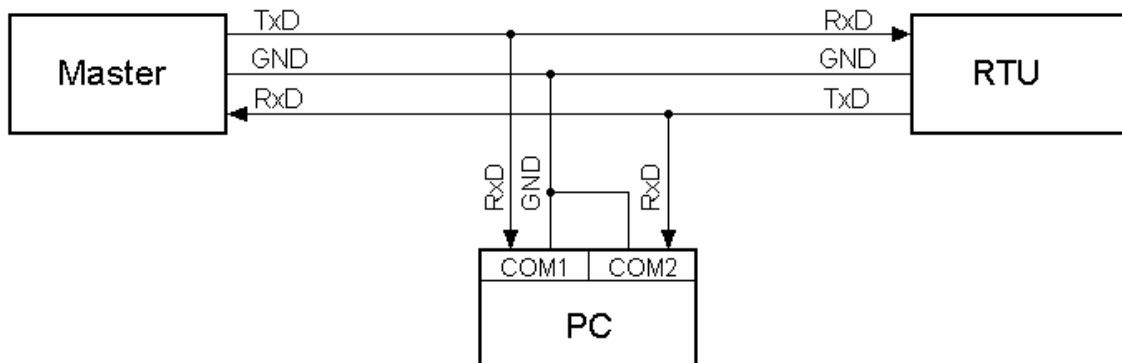 TxD RxD
Master GND GND RTU
RxD TxD
RxD GND RxD
COM1 COM2
PC